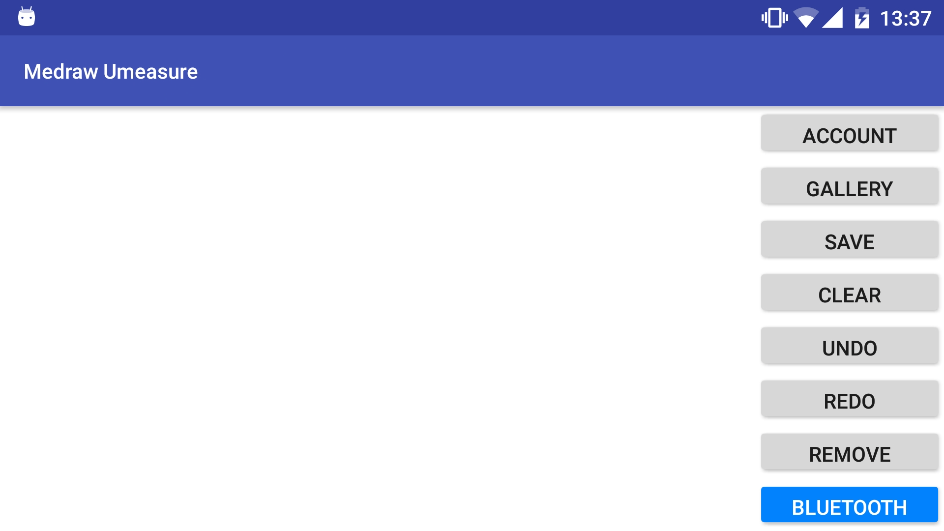 13:37
Medraw Umeasure
ACCOUNT
GALLERY
SAVE
CLEAR
UNDO
REDO
REMOVE
BLUETOOTH